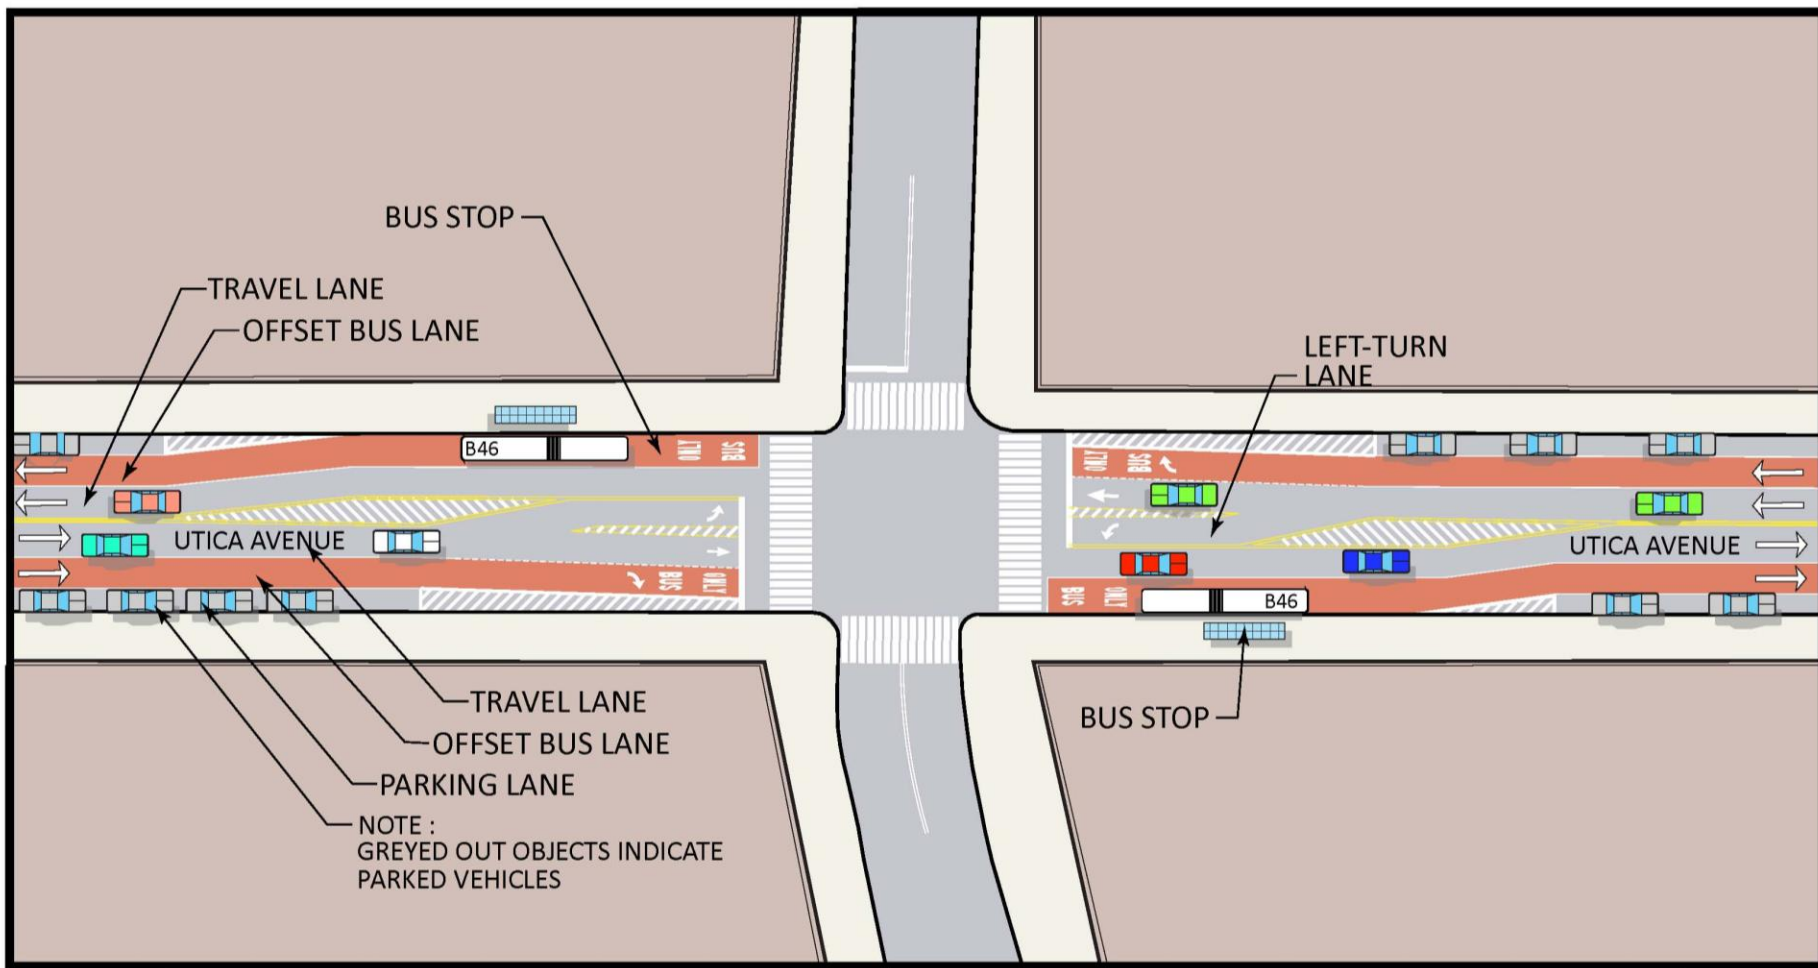 BUS STOP
TRAVEL LANE
OFFSET BUS LANE
LEFT-TURN
LANE
B46
ONLY
BUS
ONLY
BUS
UTICA AVENUE
UTICA AVENUE
BUS
ONLY
BUS
ONLY
B46
TRAVEL LANE
BUS STOP
OFFSET BUS LANE
PARKING LANE
NOTE :
GREYED OUT OBJECTS INDICATE
PARKED VEHICLES